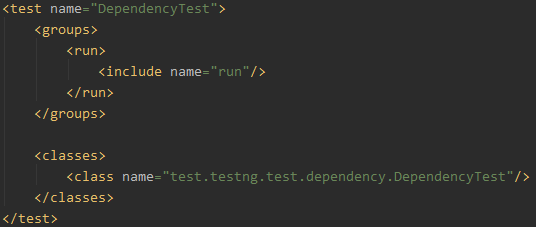 <test name="DependencyTest">
    <groups>
        <run>
            <include name="run"/>
        </run>
    </groups>

    <classes>
        <class name="test.testng.test.dependency.DependencyTest"/>
    </classes>
</test>